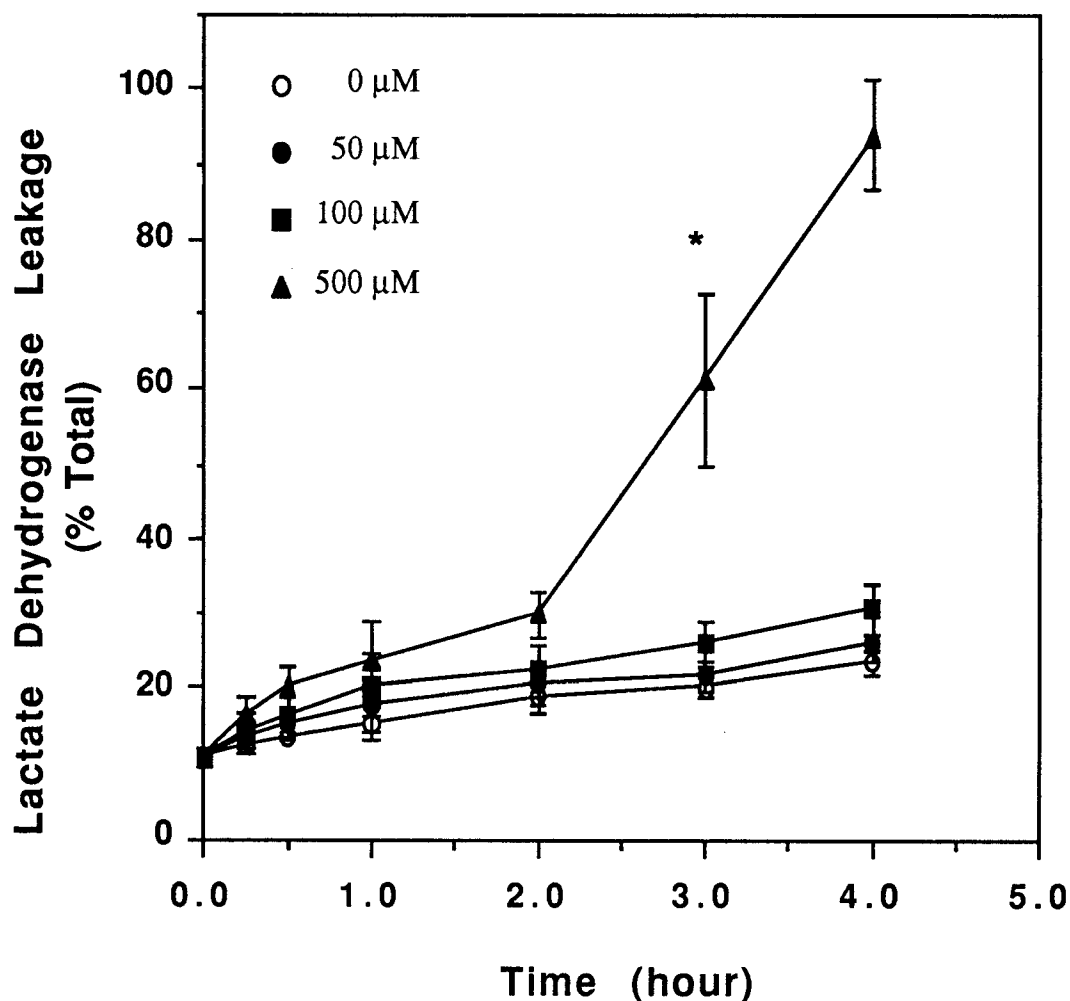 100
80
60
40
20
0
0 µM
50 µM
100 µM
500 µM
*
Lactate Dehydrogenase Leakage
(% Total)
0.0 1.0 2.0 3.0 4.0 5.0
Time (hour)